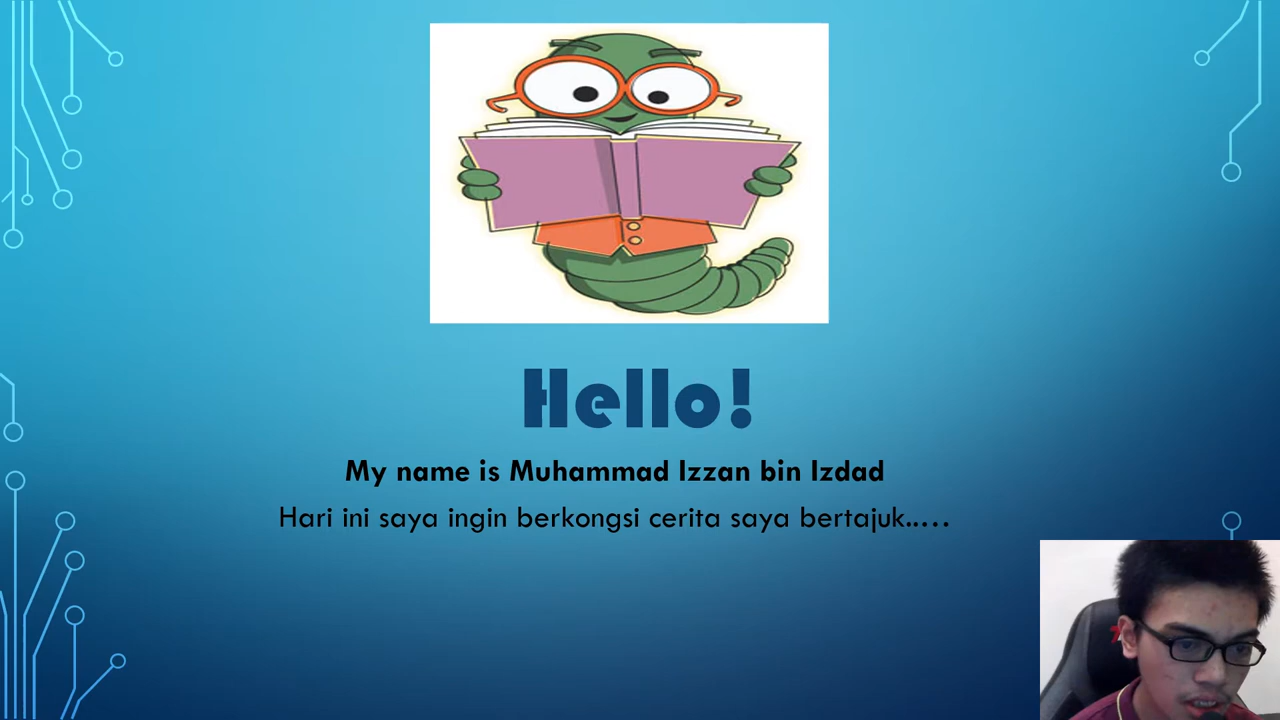 Hello!
My name is Muhammad Izzan bin Izdad
Hari ini saya ingin berkongsi cerita saya bertajuk.....